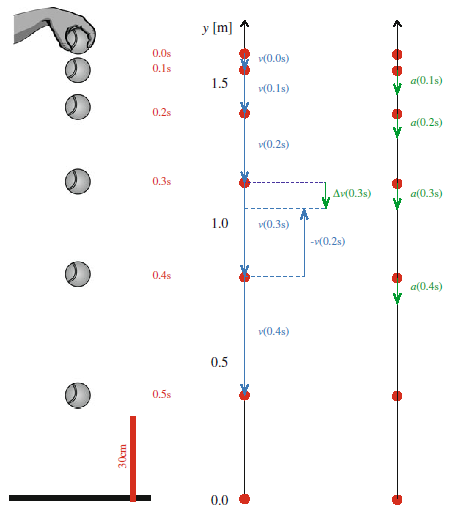 0.0s
0.1s
0.2s
0.3s
0.4s
0.5s
30cm
y [m]
1.5
1.0
0.5
0.0
v(0.0s)
v(0.1s)
v(0.2s)
v(0.3s)
v(0.4s)
Δv(0.3s)
-v(0.2s)
a(0.1s)
a(0.2s)
a(0.3s)
a(0.4s)